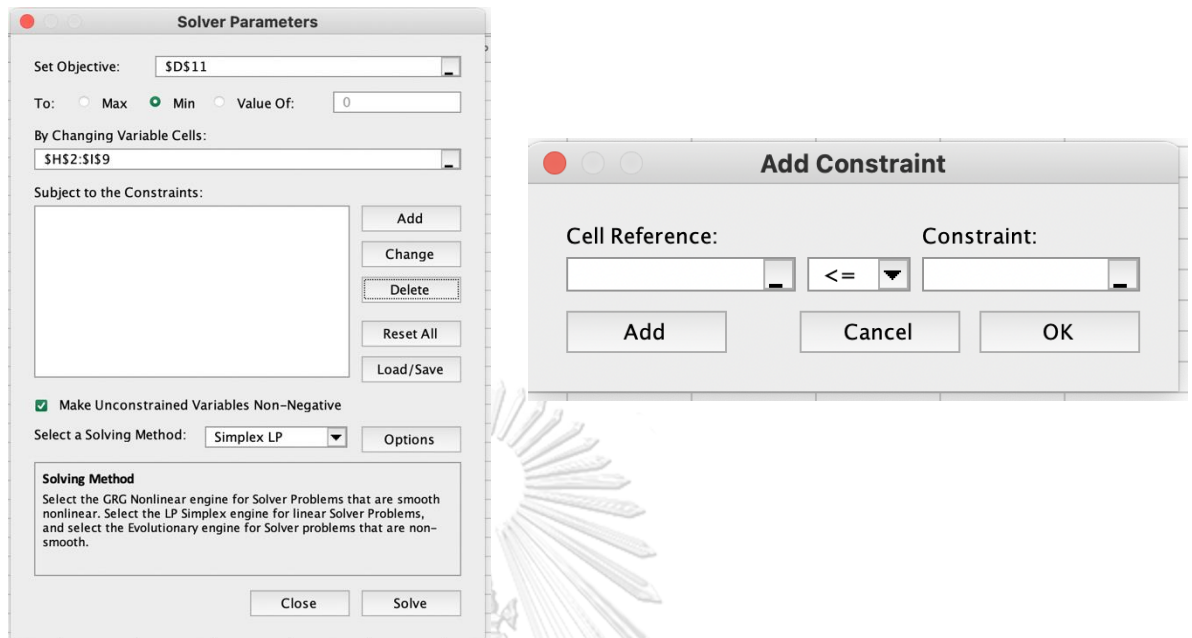 Solver Parameters
Set Objective: $D$11
To: Max Min Value Of: 0
By Changing Variable Cells:
$H$2:$I$9
Subject to the Constraints:
Add
Change
Delete
Reset All
Load/Save
Make Unconstrained Variables Non-Negative
Select a Solving Method: Simplex LP Options
Solving Method
Select the GRG Nonlinear engine for Solver Problems that are smooth
nonlinear. Select the LP Simplex engine for linear Solver Problems,
and select the Evolutionary engine for Solver problems that are non-
smooth.
Close Solve
Add Constraint
Cell Reference: Constraint:
<=
Add Cancel OK